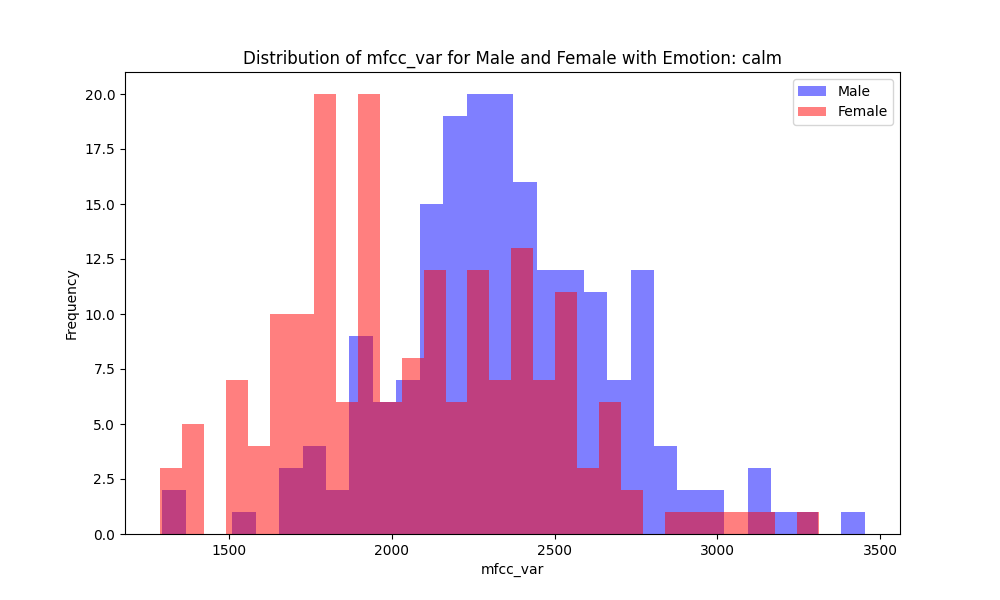 Distribution of mfcc_var for Male and Female with Emotion: calm
Male
Female
20.0
17.5
15.0
12.5
10.0
7.5
5.0
2.5
0.0
Frequency
1500
2000
2500
3000
3500
mfcc_var